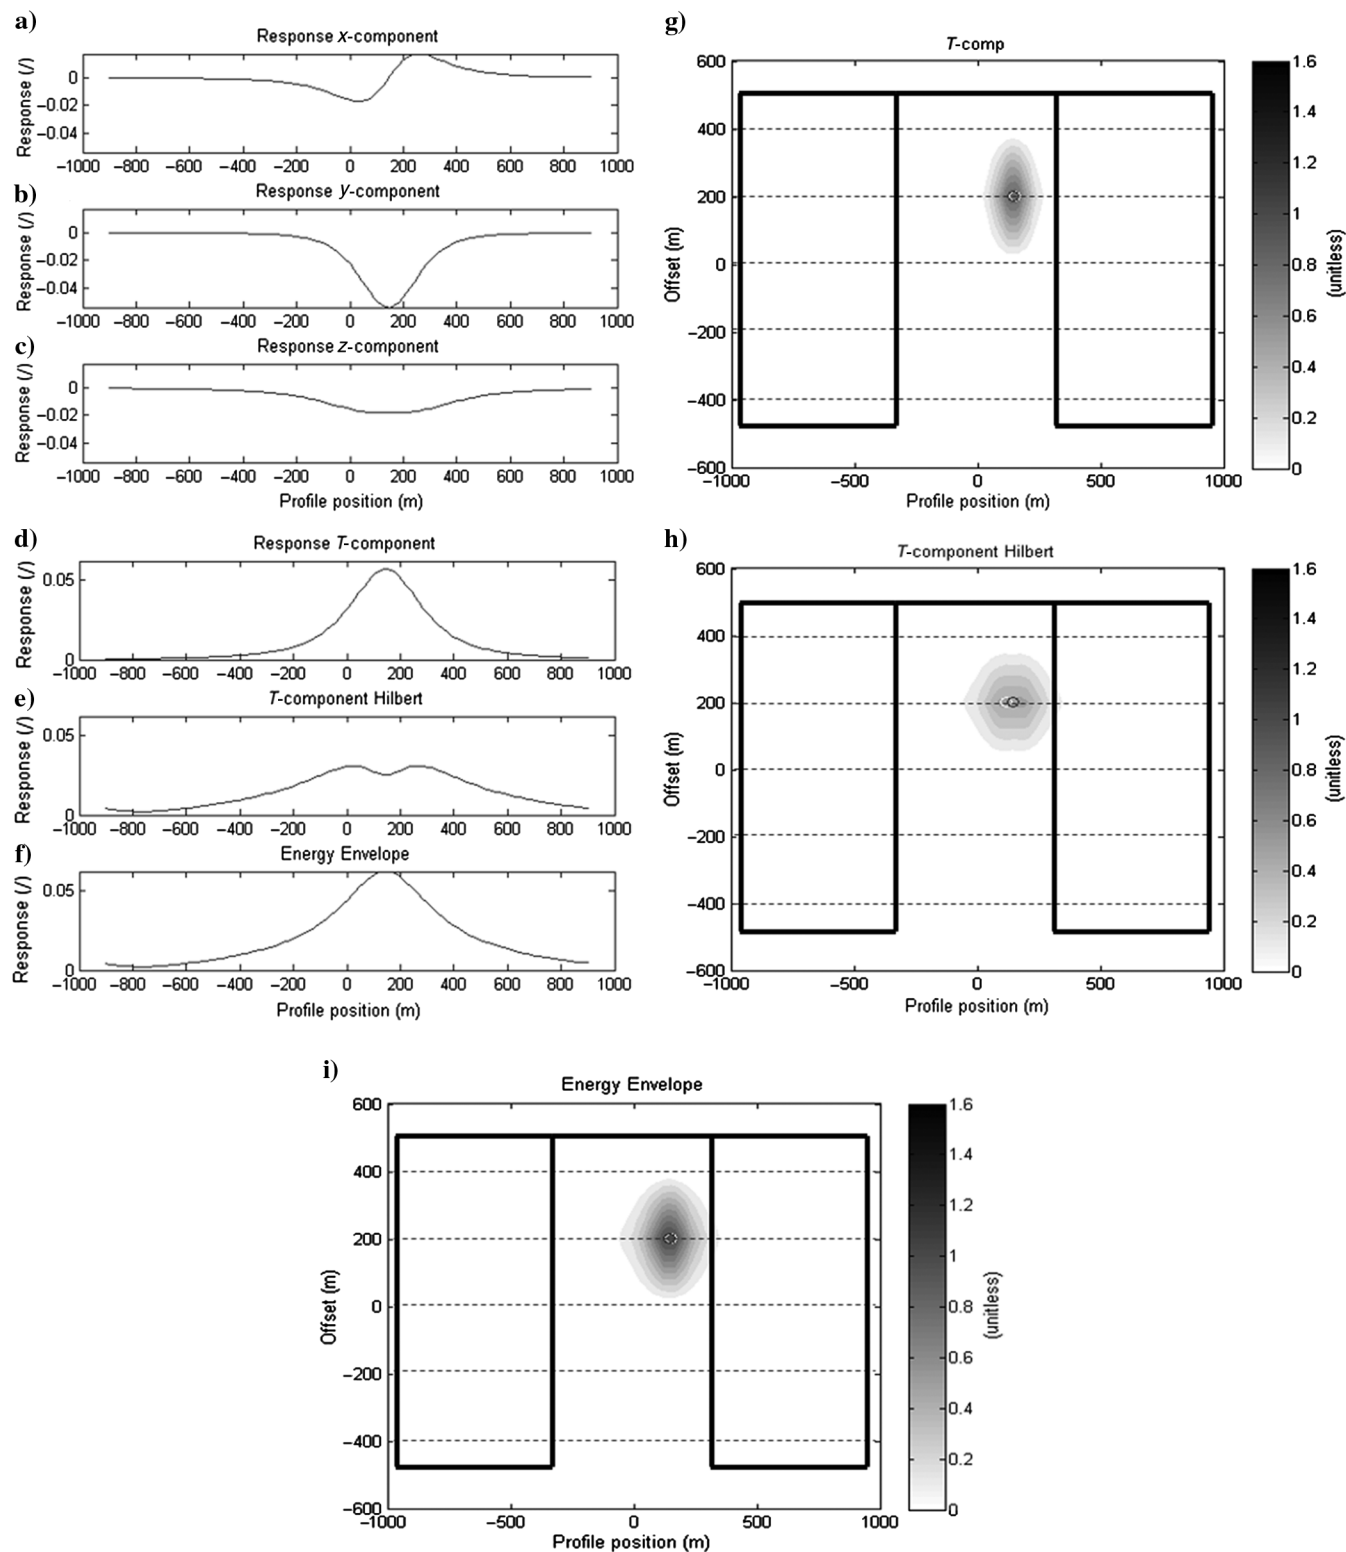 a)
Response x-component
Response (/)
0
−0.02
−0.04
−1000 −800 −600 −400 −200 0 200 400 600 800 1000
b)
Response y-component
Response (/)
0
−0.02
−0.04
−1000 −800 −600 −400 −200 0 200 400 600 800 1000
c)
Response z-component
Response (/)
0
−0.02
−0.04
−1000 −800 −600 −400 −200 0 200 400 600 800 1000
Profile position (m)
d)
Response T-component
Response (/)
0.05
0
−1000 −800 −600 −400 −200 0 200 400 600 800 1000
e)
T-component Hilbert
Response (/)
0.05
0
−1000 −800 −600 −400 −200 0 200 400 600 800 1000
f)
Energy Envelope
Response (/)
0.05
0
−1000 −800 −600 −400 −200 0 200 400 600 800 1000
Profile position (m)
g)
T-comp
Offset (m)
600
400
200
0
−200
−400
−600
−1000 −500 0 500 1000
Profile position (m)
1.6
1.4
1.2
1
0.8
0.6
0.4
0.2
0
(unitless)
h)
T-component Hilbert
Offset (m)
600
400
200
0
−200
−400
−600
−1000 −500 0 500 1000
Profile position (m)
1.6
1.4
1.2
1
0.8
0.6
0.4
0.2
0
(unitless)
i)
Energy Envelope
Offset (m)
600
400
200
0
−200
−400
−600
−1000 −500 0 500 1000
Profile position (m)
1.6
1.4
1.2
1
0.8
0.6
0.4
0.2
0
(unitless)